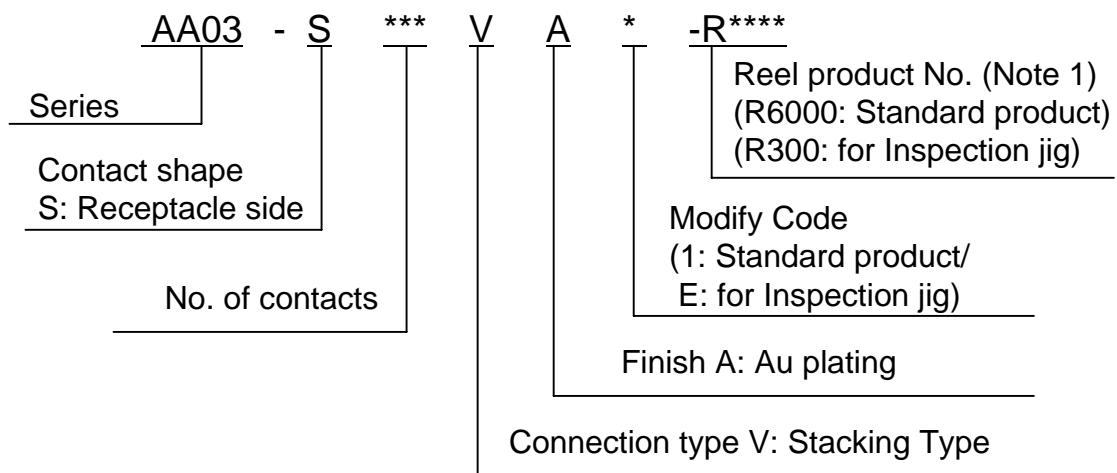 AA03 - S *** V A * -R****
Reel product No. (Note 1)
(R6000: Standard product)
(R300: for Inspection jig)
Series
Contact shape
S: Receptacle side
Modify Code
(1: Standard product/
E: for Inspection jig)
No. of contacts
Finish A: Au plating
Connection type V: Stacking Type